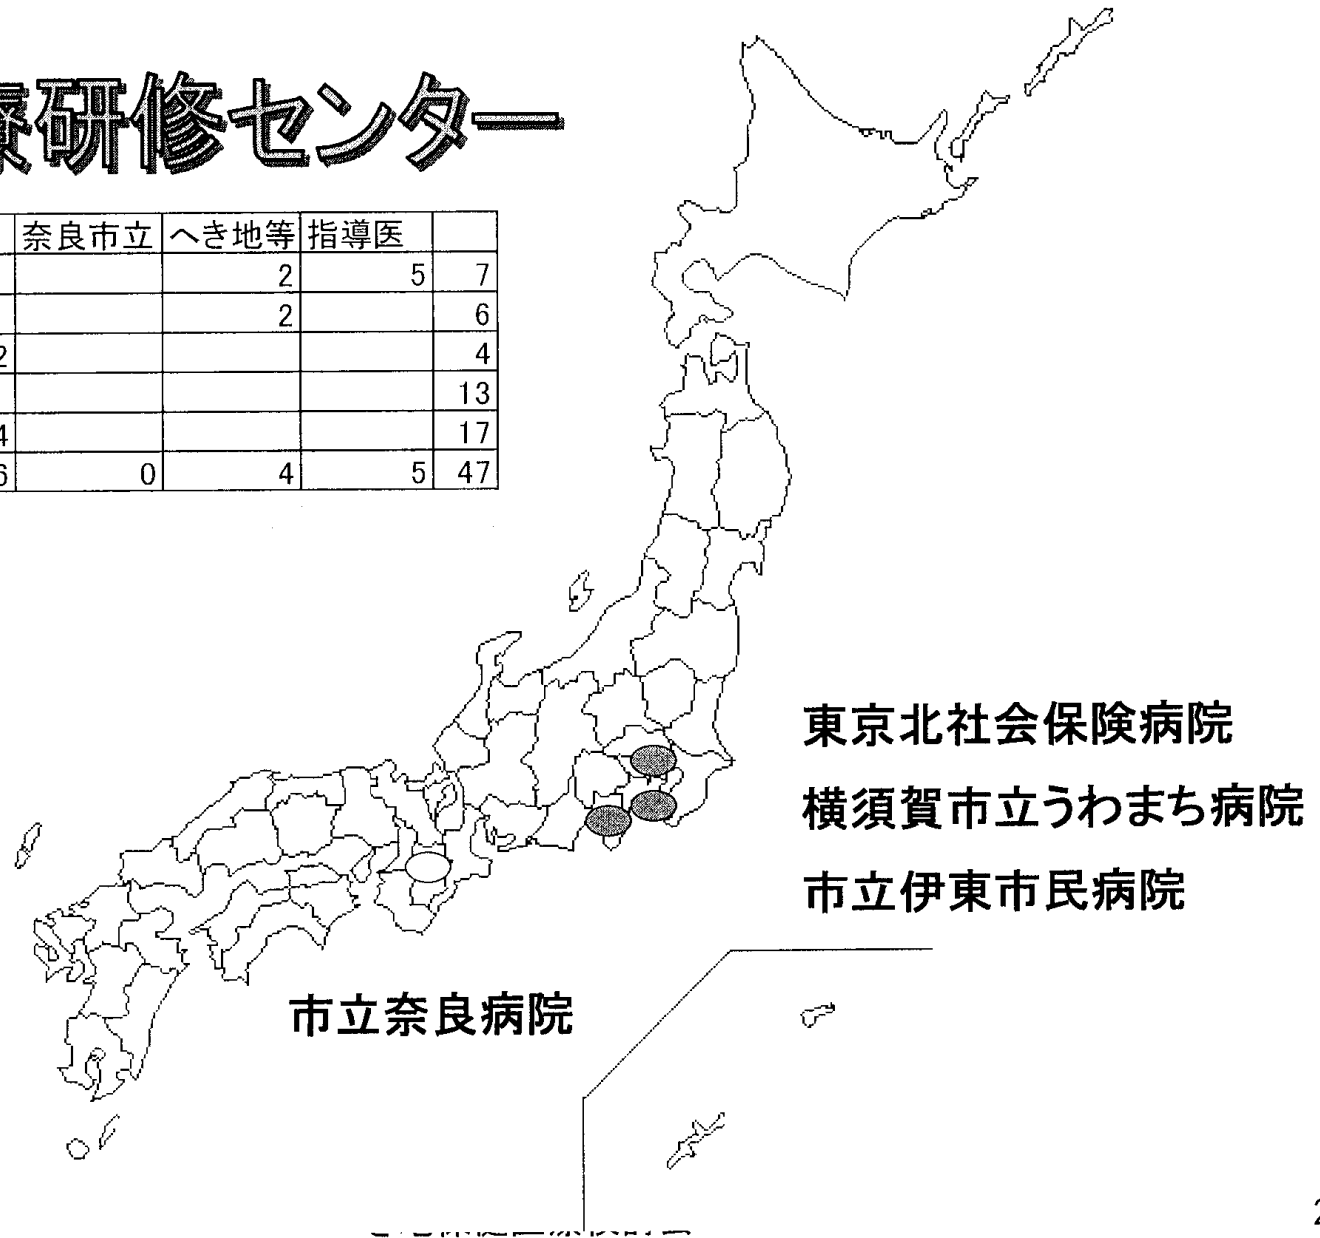 療研修センター
奈良市立 へき地等 指導医
2 5 7
2 6
2 4
13
4 17
6 0 4 5 47
東京北社会保険病院
横須賀市立うわまち病院
市立伊東市民病院
市立奈良病院
2